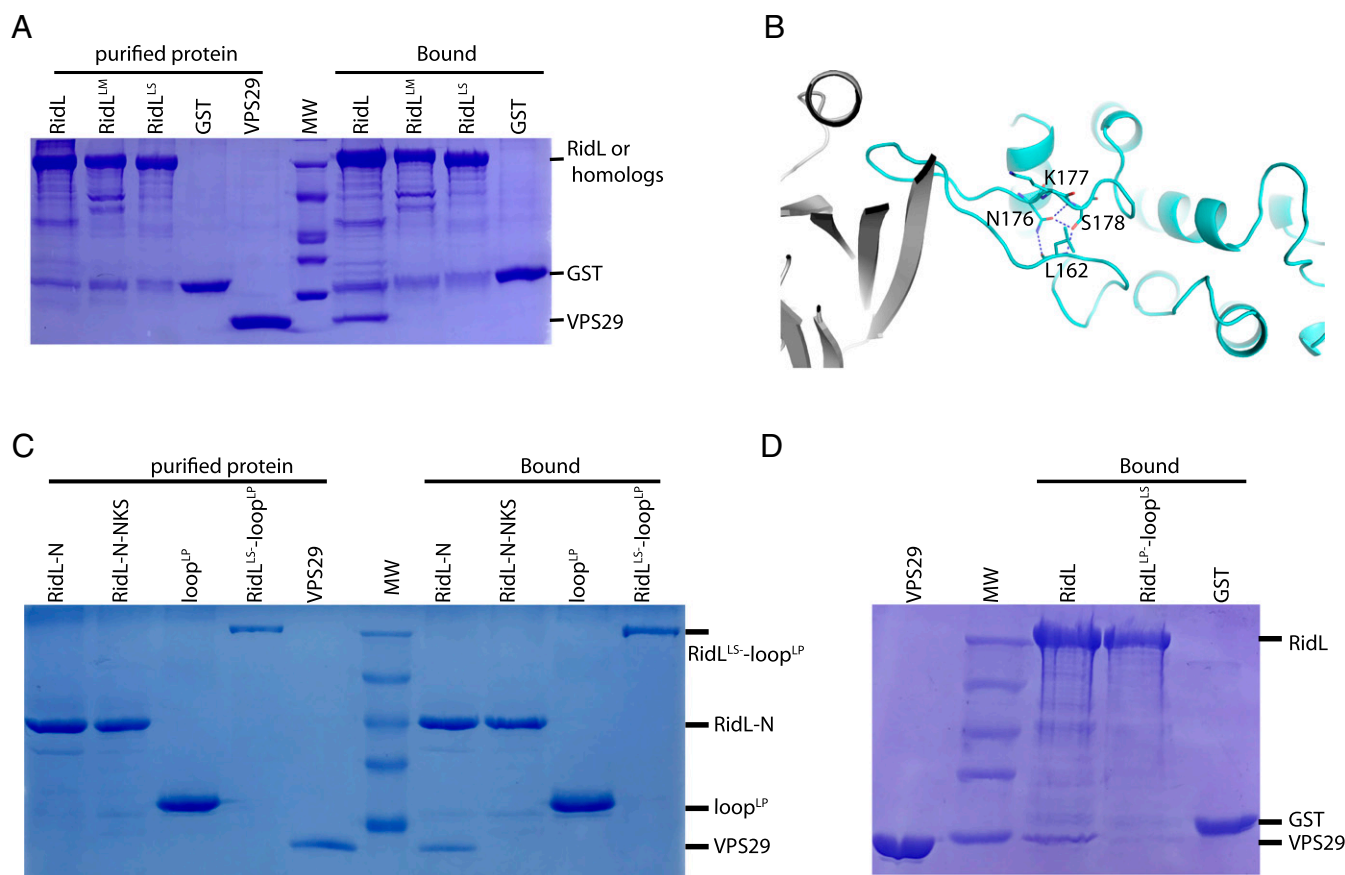 A
purified protein
Bound
RidL
RidL^LM
RidL^LS
GST
VPS29
MW
RidL
RidL^LM
RidL^LS
GST
RidL or
homologs
GST
VPS29
B
K177
N176
S178
L162
C
purified protein
Bound
RidL-N
RidL-N-NKS
loop^LP
RidL^LS--loop^LP
VPS29
MW
RidL-N
RidL-N-NKS
loop^LP
RidL^LS--loop^LP
RidL^LS--loop^LP
RidL-N
loop^LP
VPS29
D
Bound
VPS29
MW
RidL
RidL^LP--loop^LS
GST
RidL
GST
VPS29